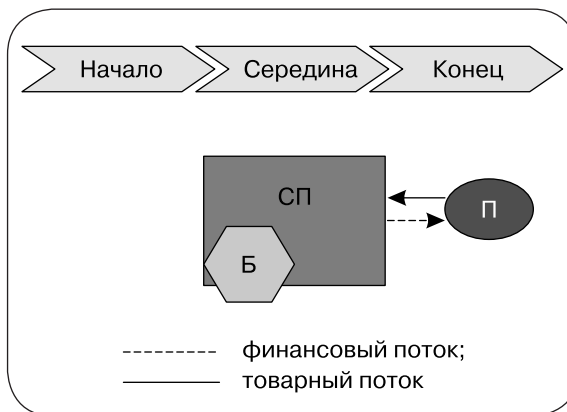 Начало
Середина
Конец
СП
П
Б
финансовый поток;
товарный поток